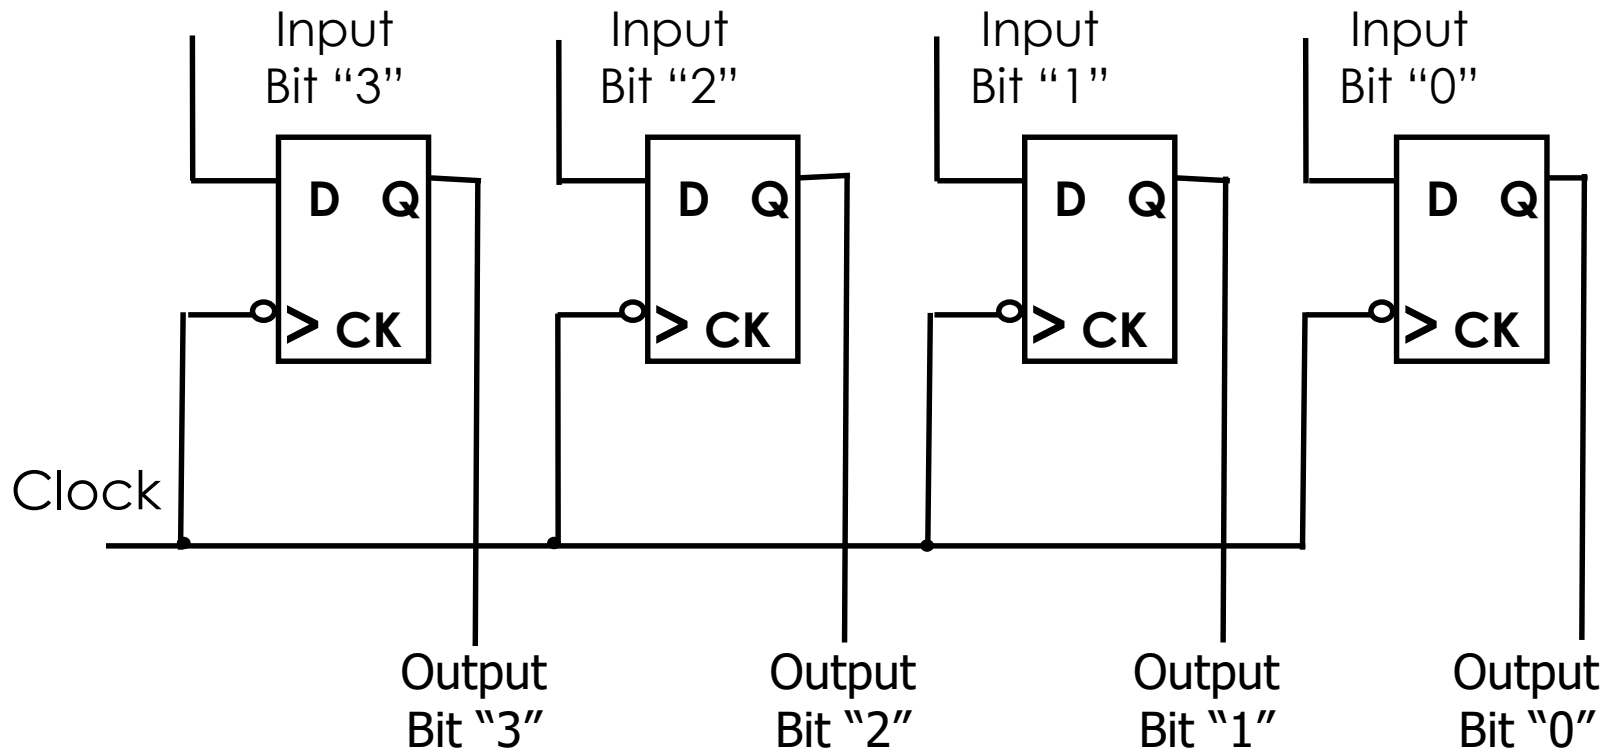 Input
Bit “3”
Input
Bit “2”
Input
Bit “1”
Input
Bit “0”
D Q
> CK
D Q
> CK
D Q
> CK
D Q
> CK
Clock
Output
Bit “3”
Output
Bit “2”
Output
Bit “1”
Output
Bit “0”